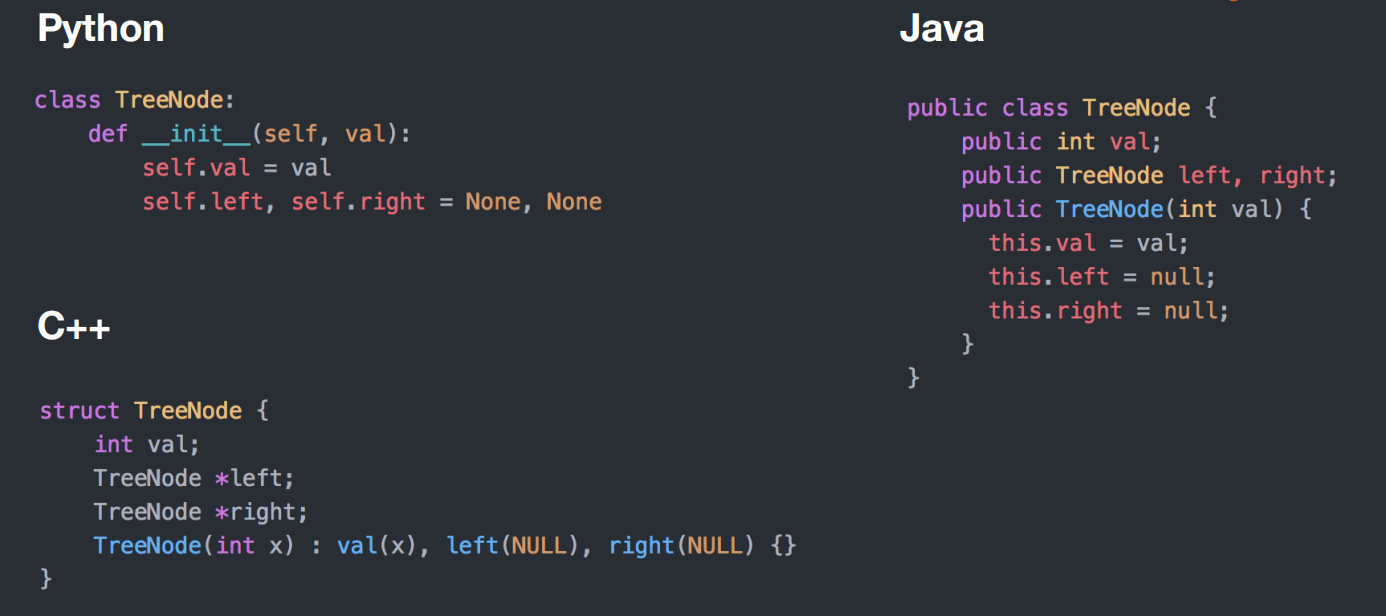 Python
class TreeNode:
    def __init__(self, val):
        self.val = val
        self.left, self.right = None, None
C++
struct TreeNode {
    int val;
    TreeNode *left;
    TreeNode *right;
    TreeNode(int x) : val(x), left(NULL), right(NULL) {}
}
Java
public class TreeNode {
    public int val;
    public TreeNode left, right;
    public TreeNode(int val) {
      this.val = val;
      this.left = null;
      this.right = null;
    }
}